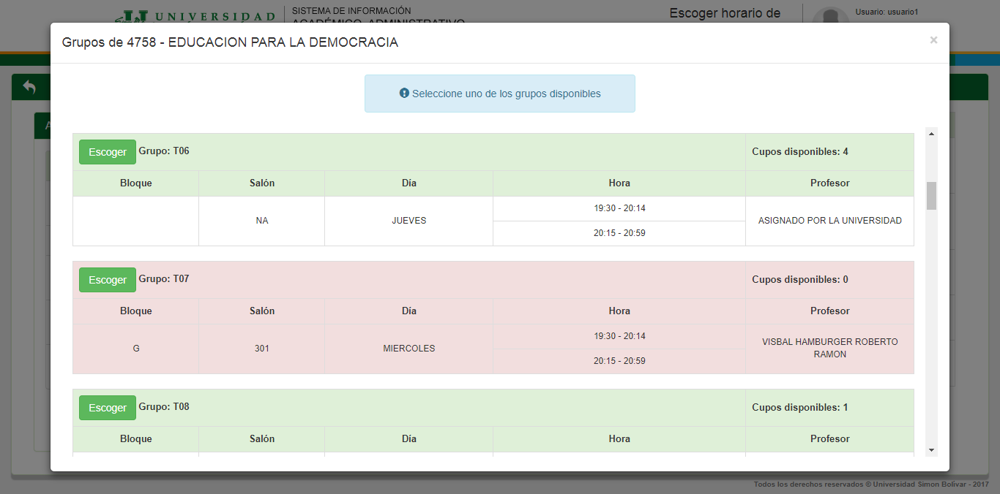 UNIVERSIDAD
SISTEMA DE INFORMACIÓN
ACADÉMICO - ADMINISTRATIVO
Escoger horario de
Usuario: usuario1
Grupos de 4758 - EDUCACION PARA LA DEMOCRACIA
×
Seleccione uno de los grupos disponibles
Escoger Grupo: T06 Cupos disponibles: 4
Bloque Salón Día Hora Profesor
19:30 - 20:14
NA JUEVES ASIGNADO POR LA UNIVERSIDAD
20:15 - 20:59
Escoger Grupo: T07 Cupos disponibles: 0
Bloque Salón Día Hora Profesor
19:30 - 20:14
G 301 MIERCOLES VISBAL HAMBURGER ROBERTO
RAMON
20:15 - 20:59
Escoger Grupo: T08 Cupos disponibles: 1
Bloque Salón Día Hora Profesor
Todos los derechos reservados © Universidad Simon Bolivar - 2017